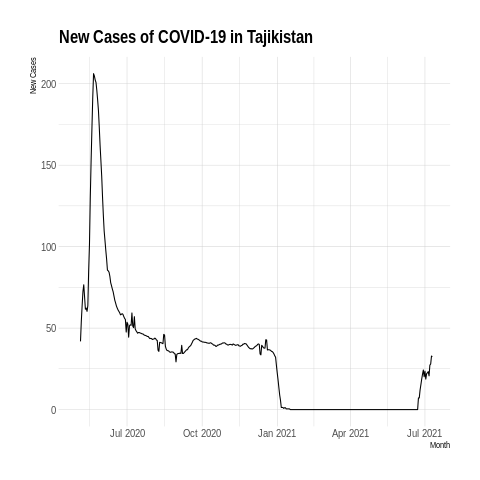 New Cases of COVID-19 in Tajikistan
New Cases
200
150
100
50
0
Jul 2020 Oct 2020 Jan 2021 Apr 2021 Jul 2021
Month